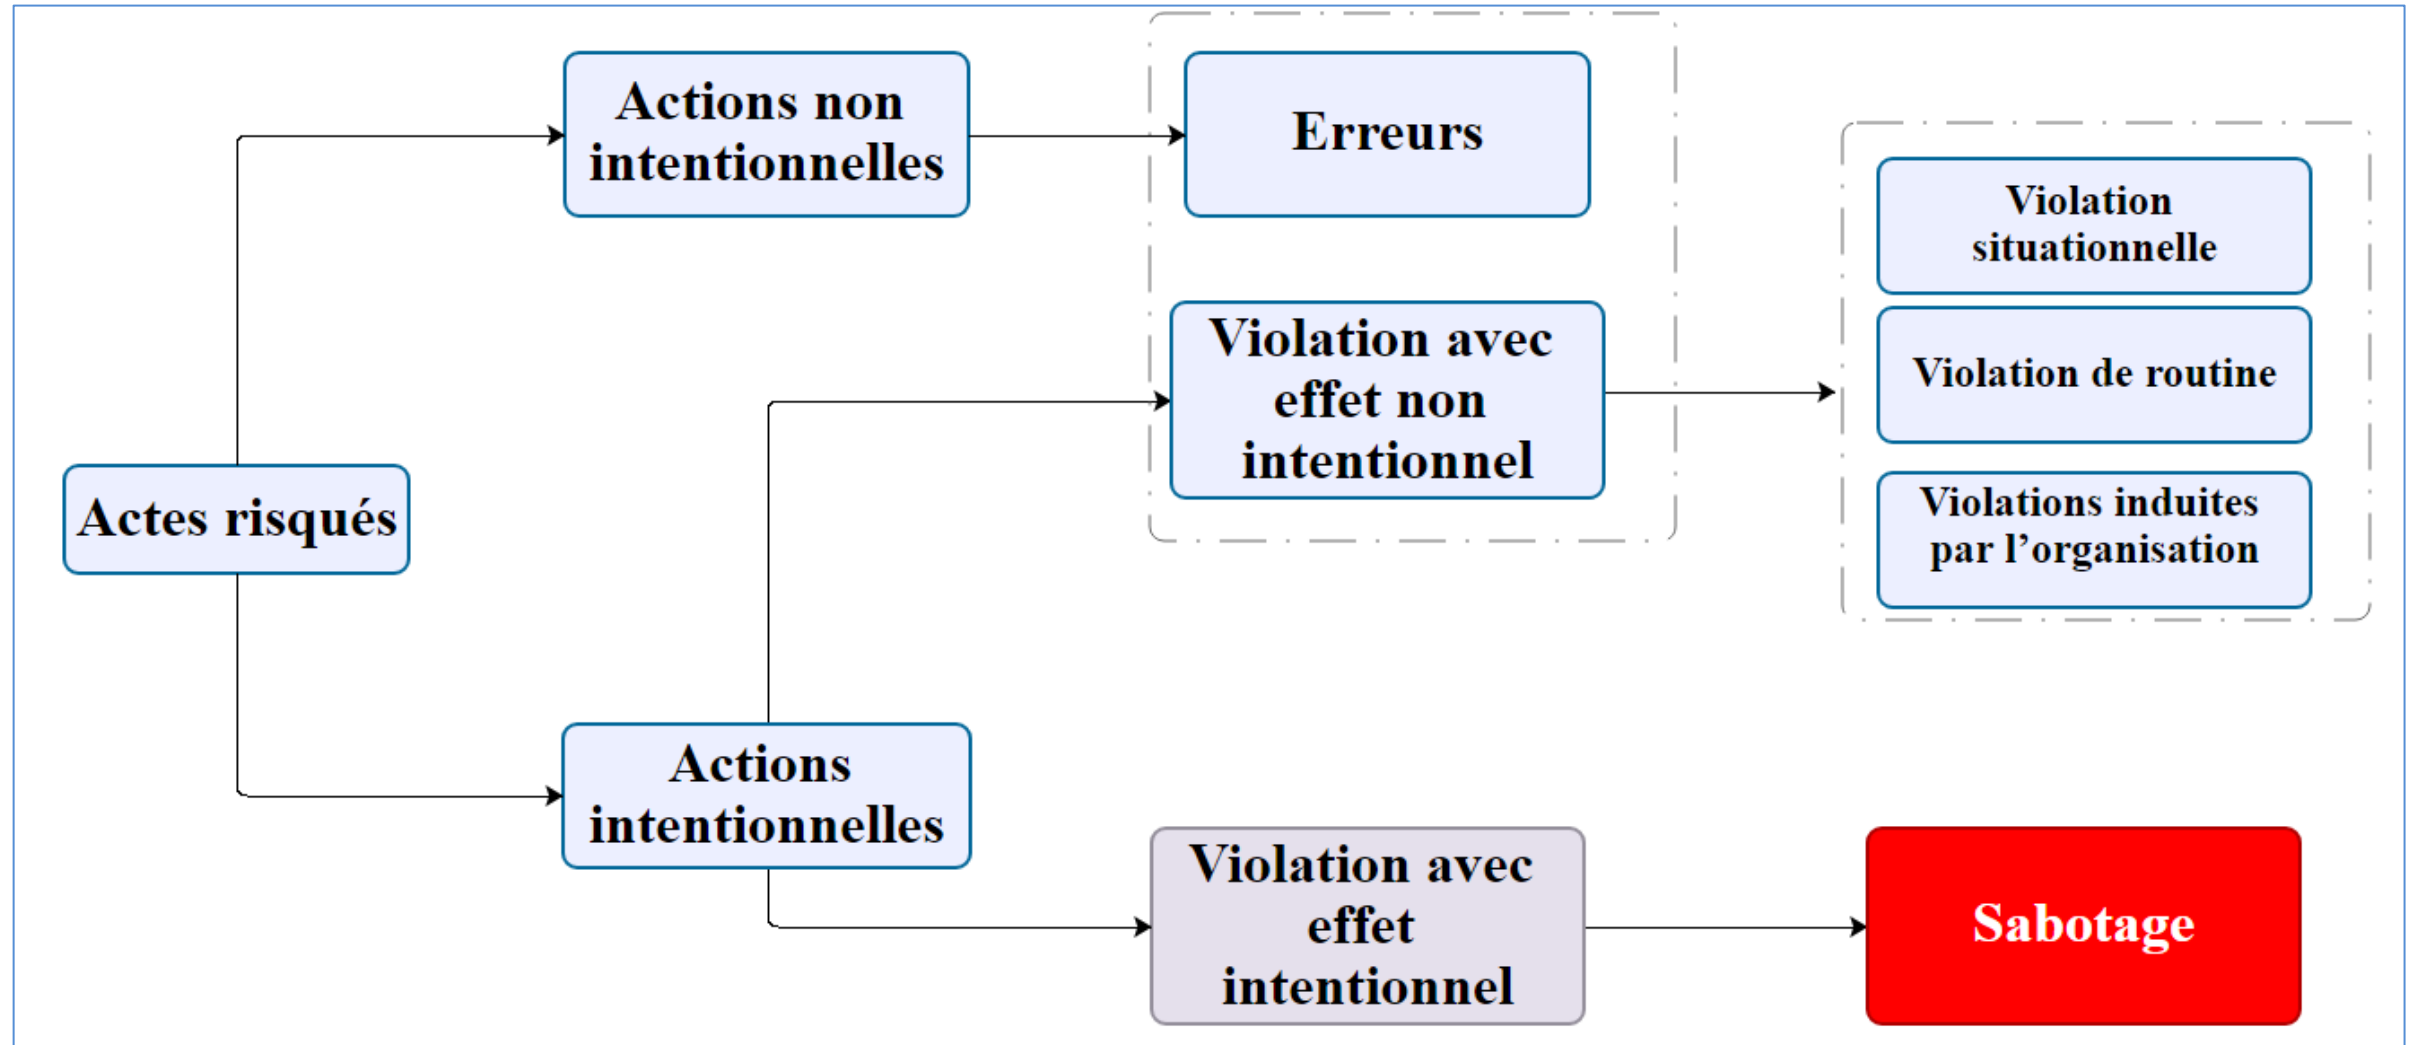 Actions non
intentionnelles
Erreurs
Violation
situationnelle
Violation avec
effet non
intentionnel
Violation de routine
Actes risqués
Violations induites
par l’organisation
Actions
intentionnelles
Violation avec
effet
intentionnel
Sabotage